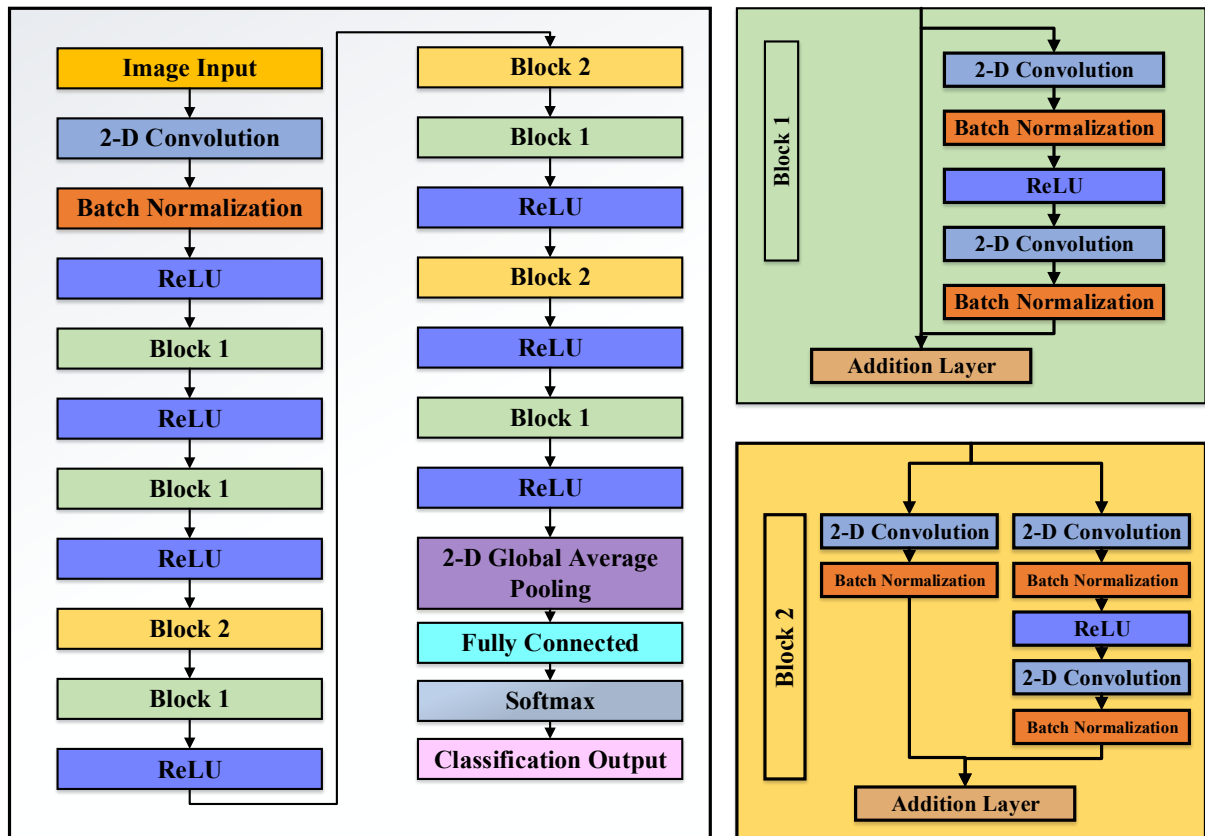 Image Input
2-D Convolution
Batch Normalization
ReLU
Block 1
ReLU
Block 1
ReLU
Block 2
Block 1
ReLU
Block 2
Block 1
ReLU
Block 2
ReLU
Block 1
ReLU
2-D Global Average
Pooling
Fully Connected
Softmax
Classification Output
Block 1
2-D Convolution
Batch Normalization
ReLU
2-D Convolution
Batch Normalization
Addition Layer
Block 2
2-D Convolution
Batch Normalization
2-D Convolution
Batch Normalization
ReLU
2-D Convolution
Batch Normalization
Addition Layer